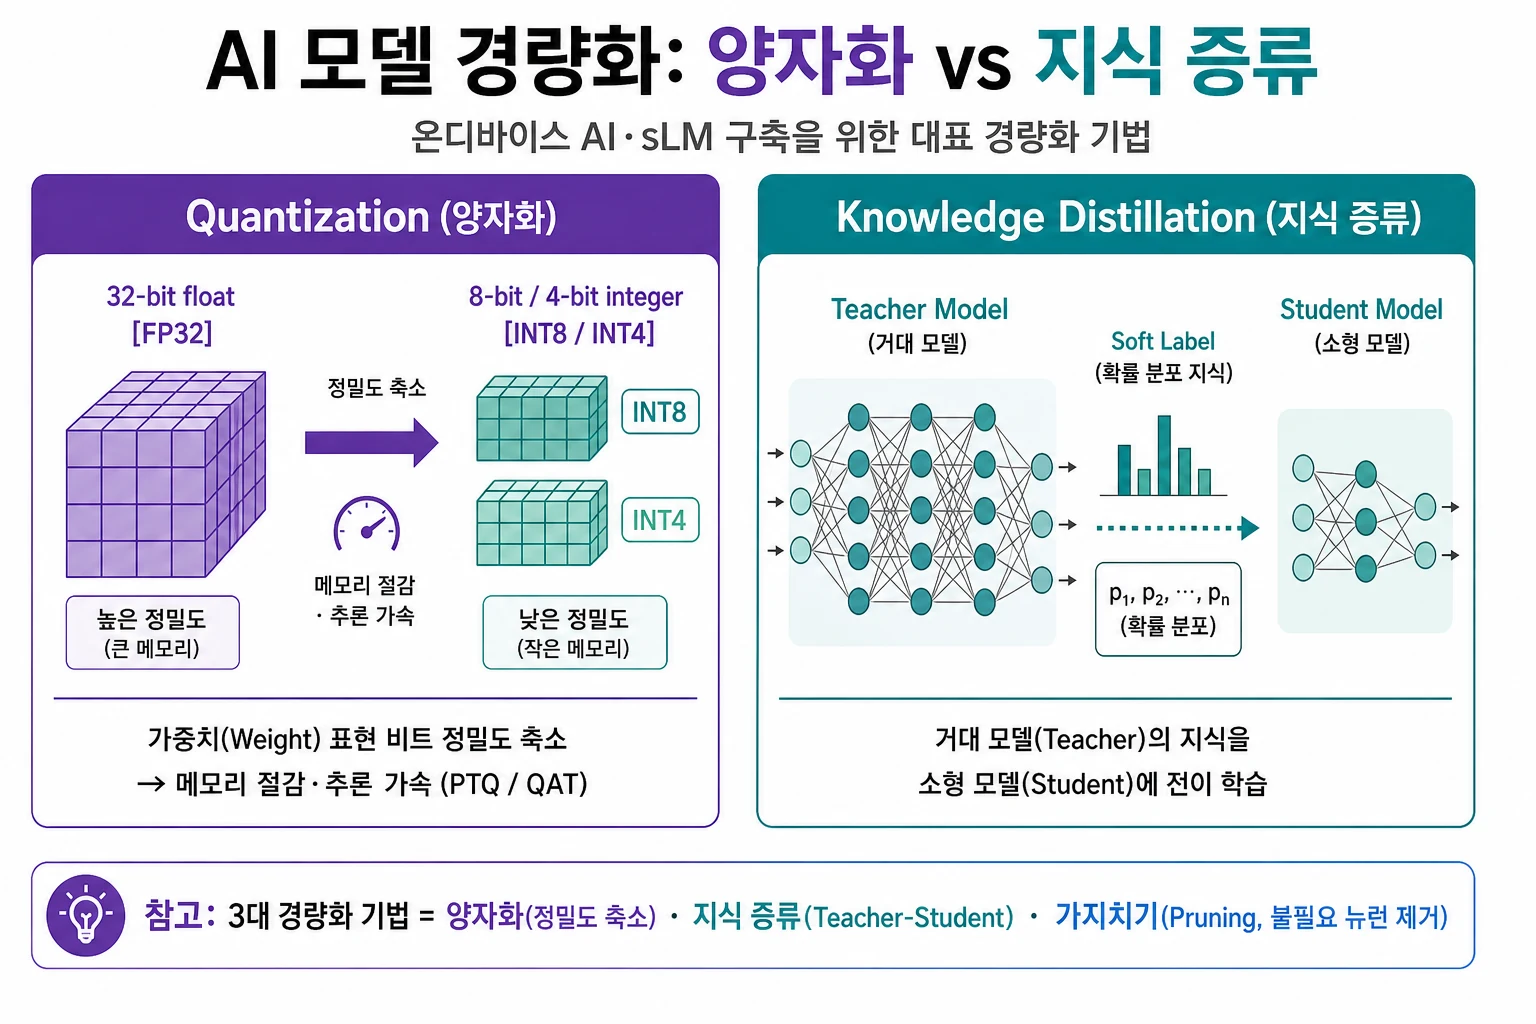 AI 모델 경량화: 양자화 vs 지식 증류
온디바이스 AI·sLM 구축을 위한 대표 경량화 기법
Quantization (양자화)
32-bit float
[FP32]
8-bit / 4-bit integer
[INT8 / INT4]
정밀도 축소
INT8
INT4
메모리 절감
· 추론 가속
높은 정밀도
(큰 메모리)
낮은 정밀도
(작은 메모리)
가중치(Weight) 표현 비트 정밀도 축소
→ 메모리 절감·추론 가속 (PTQ / QAT)
Knowledge Distillation (지식 증류)
Teacher Model
(거대 모델)
Soft Label
(확률 분포 지식)
Student Model
(소형 모델)
p₁, p₂, ⋯, pₙ
(확률 분포)
거대 모델(Teacher)의 지식을
소형 모델(Student)에 전이 학습
참고: 3대 경량화 기법 = 양자화(정밀도 축소) · 지식 증류(Teacher-Student) · 가지치기(Pruning, 불필요 뉴런 제거)